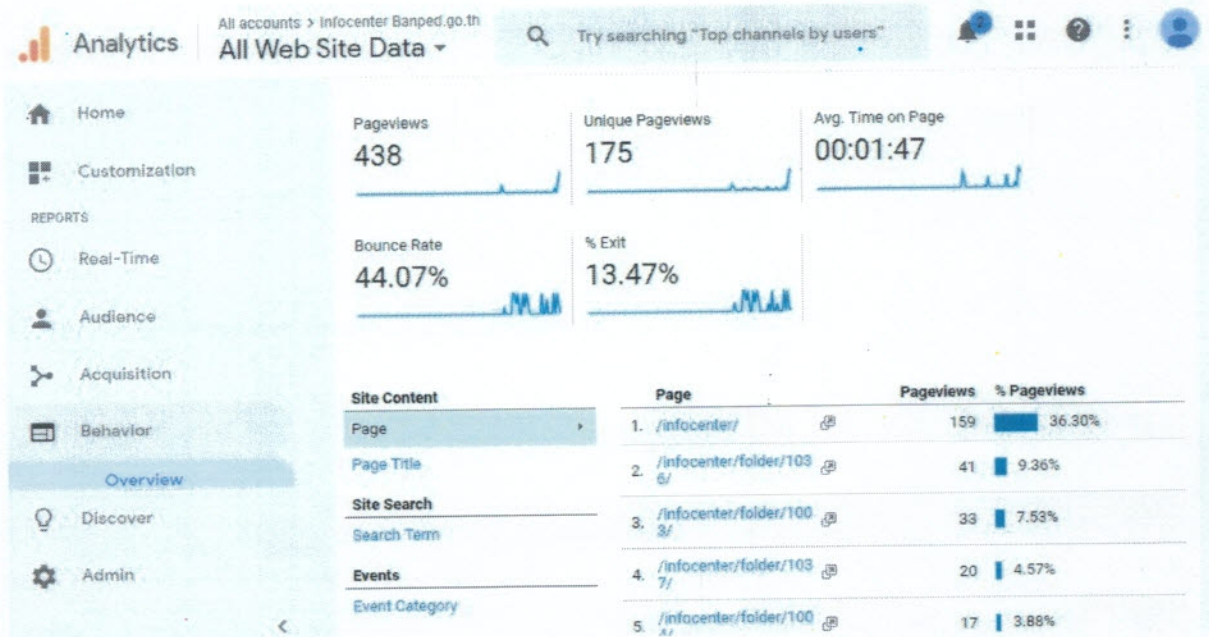 Analytics
All accounts > Infocenter Banped.go.th
All Web Site Data
Try searching "Top channels by users"
2
Home
Customization
REPORTS
Real-Time
Audience
Acquisition
Behavior
Overview
Discover
Admin
Pageviews
438
Unique Pageviews
175
Avg. Time on Page
00:01:47
Bounce Rate
44.07%
% Exit
13.47%
Site Content
Page
Page Title
Site Search
Search Term
Events
Event Category
Page Pageviews % Pageviews
1. /infocenter/ 159 36.30%
2. /infocenter/folder/103
6/ 41 9.36%
3. /infocenter/folder/100
3/ 33 7.53%
4. /infocenter/folder/103
7/ 20 4.57%
5. /infocenter/folder/100
17 3.88%